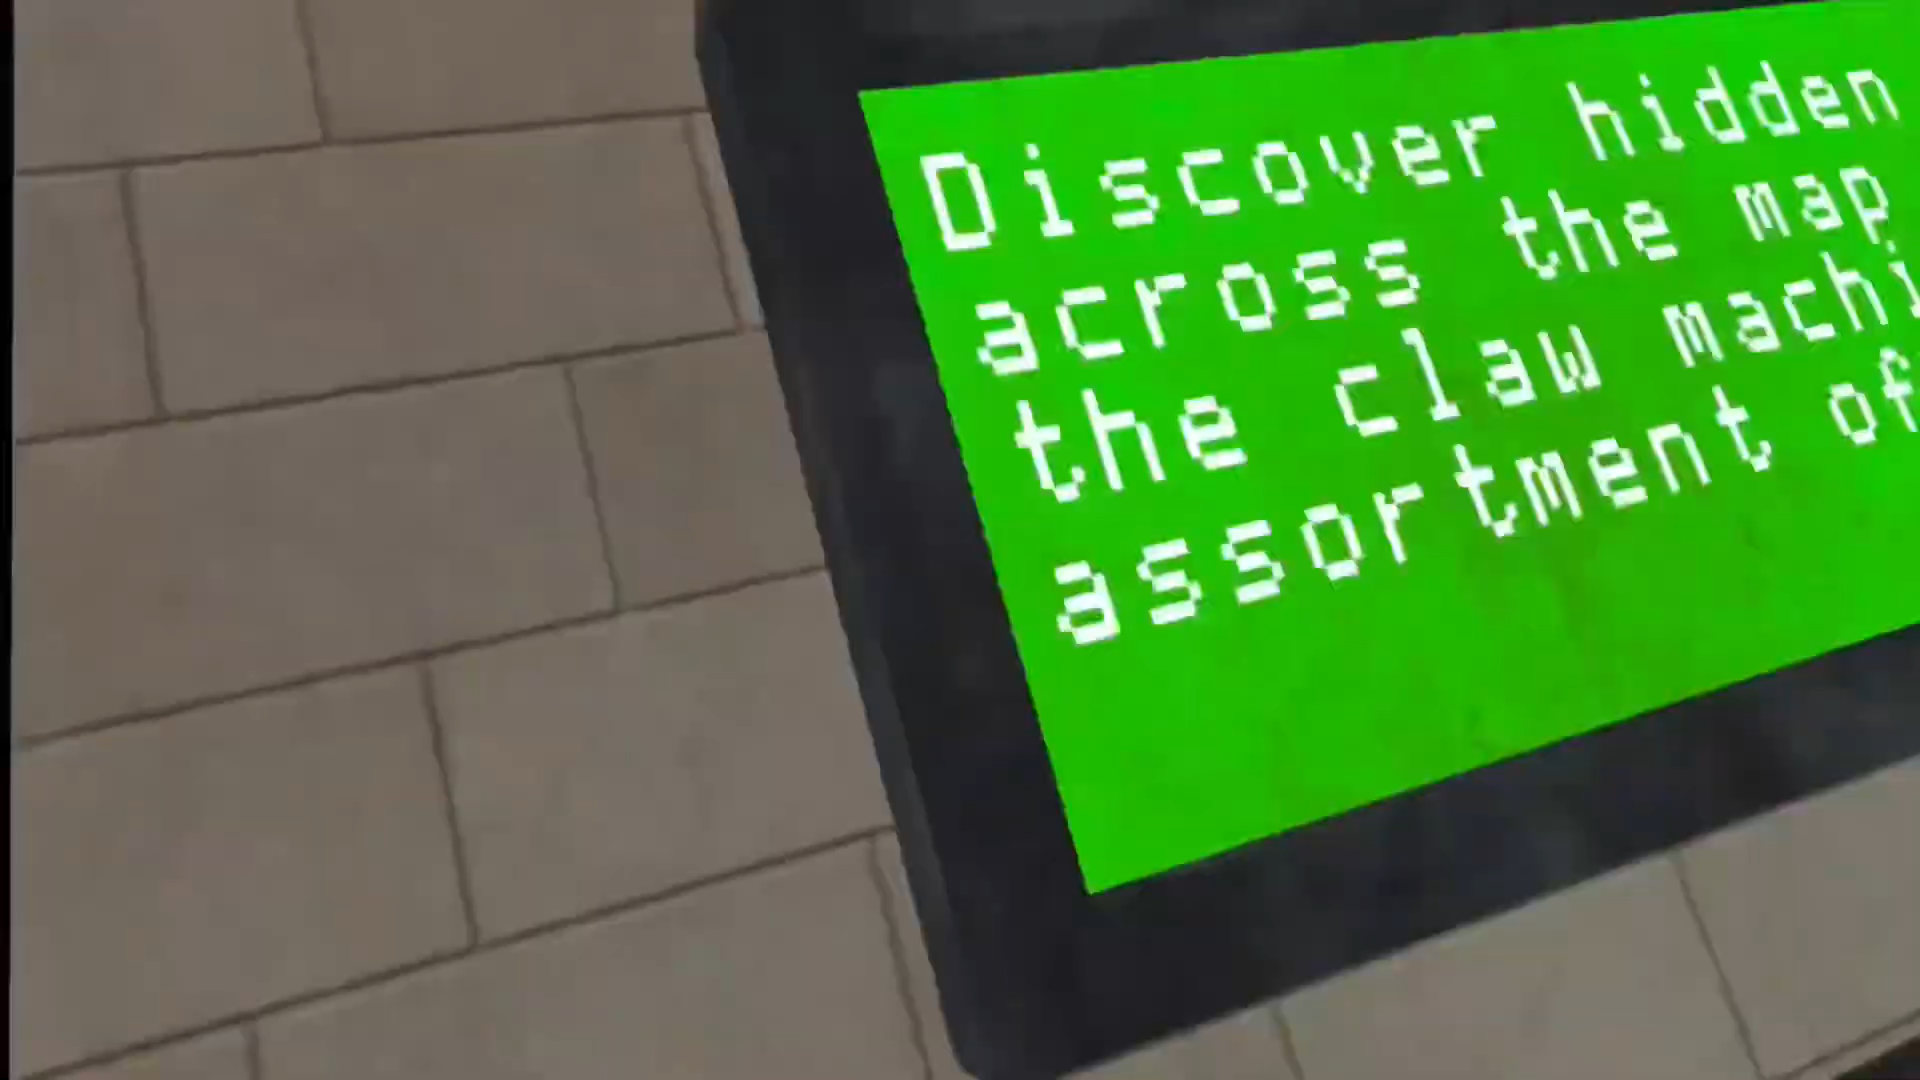 Discover hidden
across the map
the claw machi
assortment of